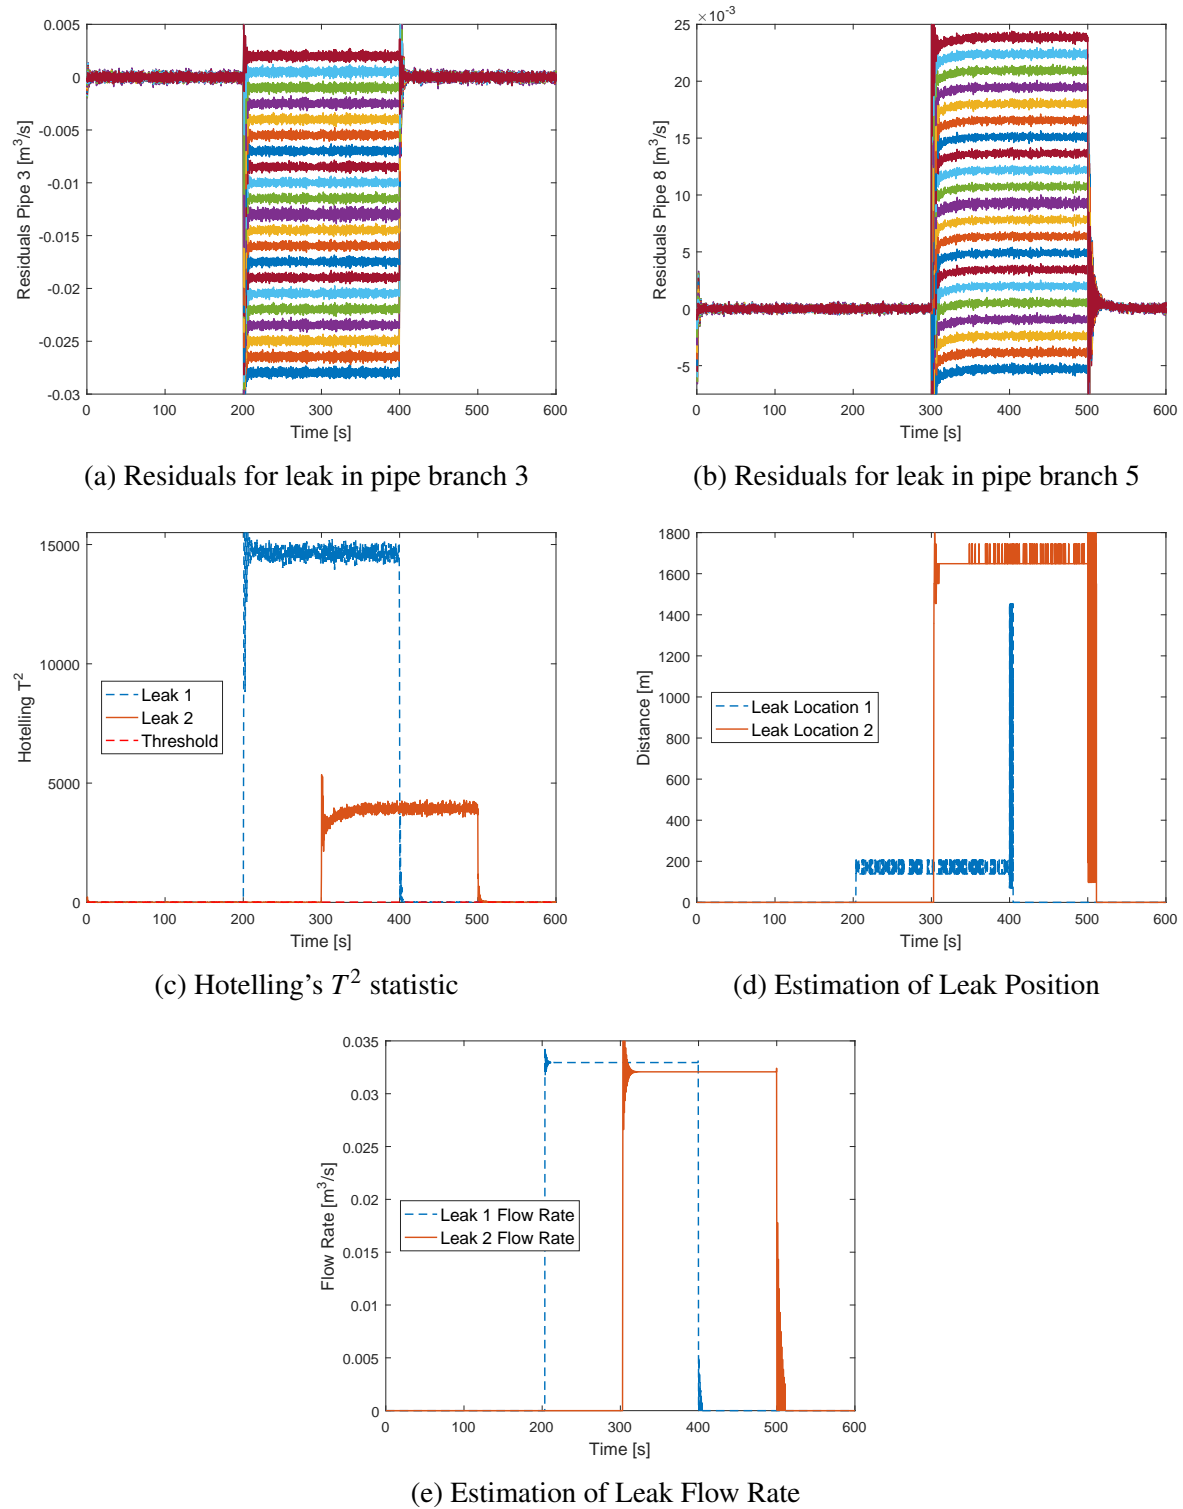 0.005
0
-0.005
-0.01
-0.015
-0.02
-0.025
-0.03
Residuals Pipe 3 [m³/s]
0 100 200 300 400 500 600
Time [s]
(a) Residuals for leak in pipe branch 3
×10⁻³
25
20
15
10
5
0
-5
Residuals Pipe 8 [m³/s]
0 100 200 300 400 500 600
Time [s]
(b) Residuals for leak in pipe branch 5
15000
10000
5000
0
Hotelling T²
Leak 1
Leak 2
Threshold
0 100 200 300 400 500 600
Time [s]
(c) Hotelling's T² statistic
1800
1600
1400
1200
1000
800
600
400
200
0
Distance [m]
Leak Location 1
Leak Location 2
0 100 200 300 400 500 600
Time [s]
(d) Estimation of Leak Position
0.035
0.03
0.025
0.02
0.015
0.01
0.005
0
Flow Rate [m³/s]
Leak 1 Flow Rate
Leak 2 Flow Rate
0 100 200 300 400 500 600
Time [s]
(e) Estimation of Leak Flow Rate